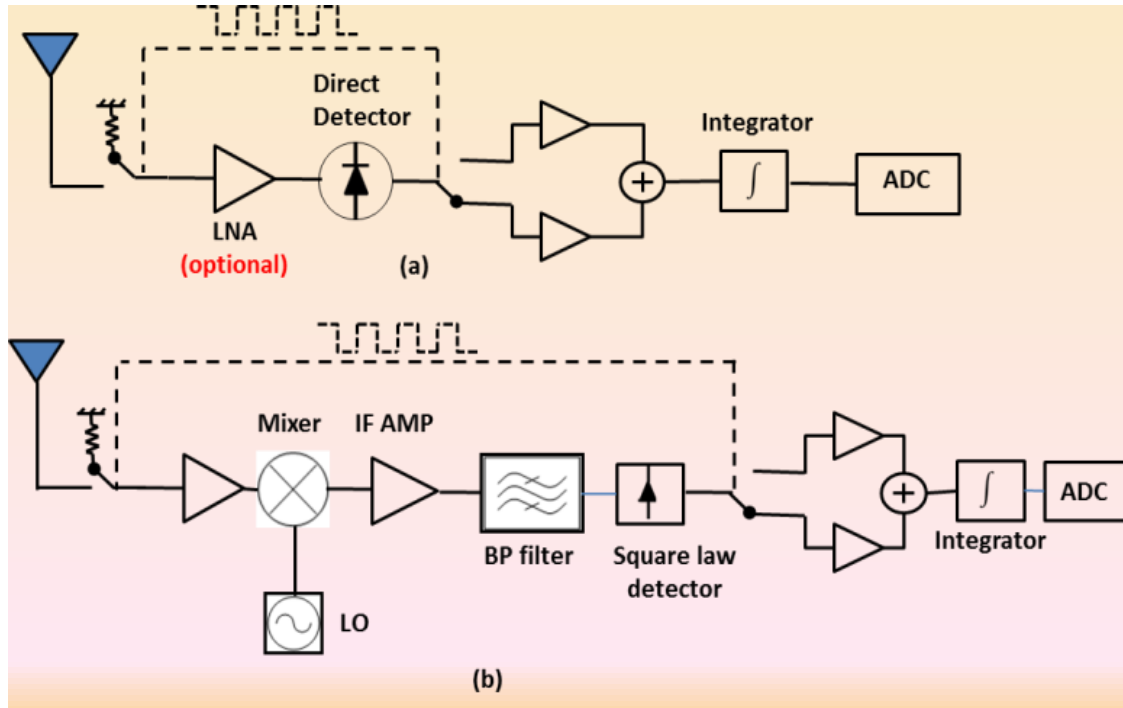 Direct
Detector
Integrator
∫
ADC
+
LNA
(optional)
(a)
Mixer
IF AMP
∫
ADC
+
BP filter
Square law
detector
Integrator
LO
(b)